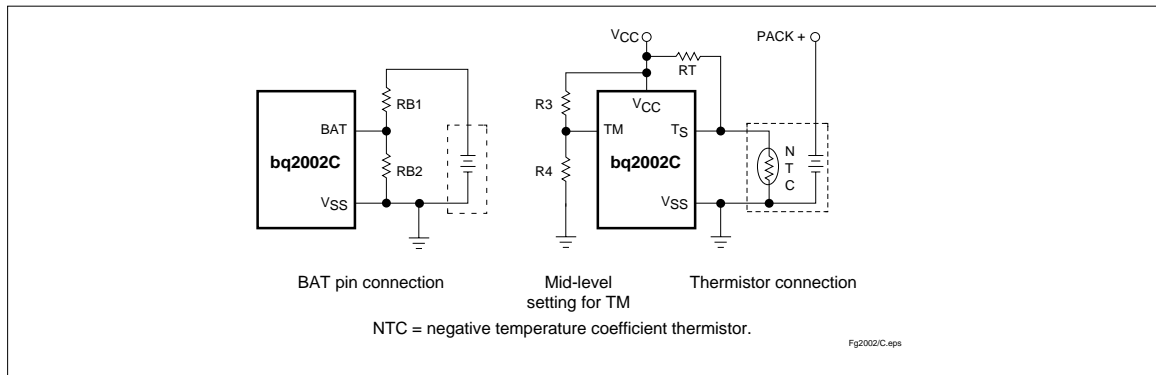 VCC
PACK +
RT
RB1
R3
VCC
BAT
TM
TS
bq2002C
RB2
R4
bq2002C
N
T
C
VSS
VSS
BAT pin connection
Mid-level
setting for TM
Thermistor connection
NTC = negative temperature coefficient thermistor.
Fg2002/C.eps